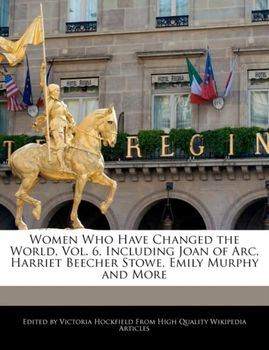 REGIN
Women Who Have Changed the
World, Vol. 6, Including Joan of Arc,
Harriet Beecher Stowe, Emily Murphy
and More
Edited by Victoria Hockfield From High Quality Wikipedia
Articles